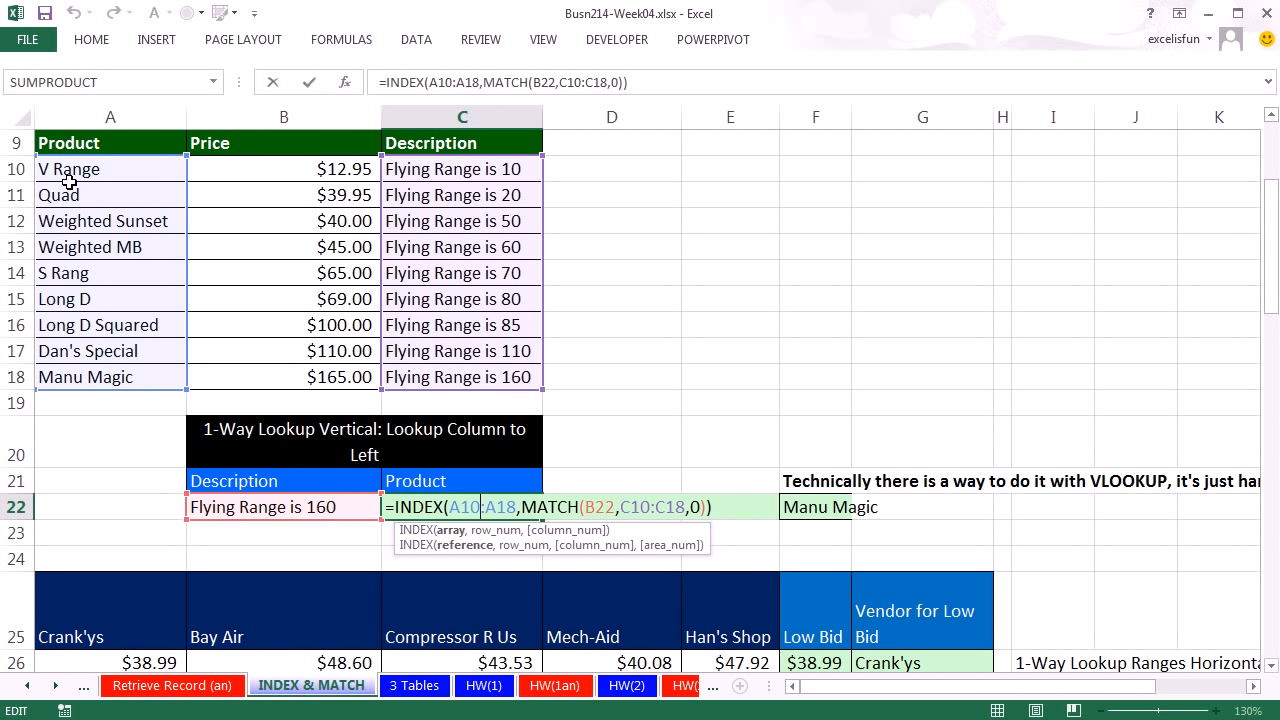 Busn214-Week04.xlsx - Excel
FILE HOME INSERT PAGE LAYOUT FORMULAS DATA REVIEW VIEW DEVELOPER POWERPIVOT excelisfun
SUMPRODUCT fx =INDEX(A10:A18,MATCH(B22,C10:C18,0))
A B C D E F G H I J K
9 Product Price Description
10 V Range $12.95 Flying Range is 10
11 Quad $39.95 Flying Range is 20
12 Weighted Sunset $40.00 Flying Range is 50
13 Weighted MB $45.00 Flying Range is 60
14 S Rang $65.00 Flying Range is 70
15 Long D $69.00 Flying Range is 80
16 Long D Squared $100.00 Flying Range is 85
17 Dan's Special $110.00 Flying Range is 110
18 Manu Magic $165.00 Flying Range is 160
19
1-Way Lookup Vertical: Lookup Column to
20 Left
21 Description Product Technically there is a way to do it with VLOOKUP, it's just har
22 Flying Range is 160 =INDEX(A10:A18,MATCH(B22,C10:C18,0)) Manu Magic
23 INDEX(array, row_num, [column_num])
INDEX(reference, row_num, [column_num], [area_num])
24
Vendor for Low
25 Crank'ys Bay Air Compressor R Us Mech-Aid Han's Shop Low Bid Bid
26 $38.99 $48.60 $43.53 $40.08 $47.92 $38.99 Crank'ys 1-Way Lookup Ranges Horizonta
... Retrieve Record (an) INDEX & MATCH 3 Tables HW(1) HW(1an) HW(2) HW( ...
EDIT 130%